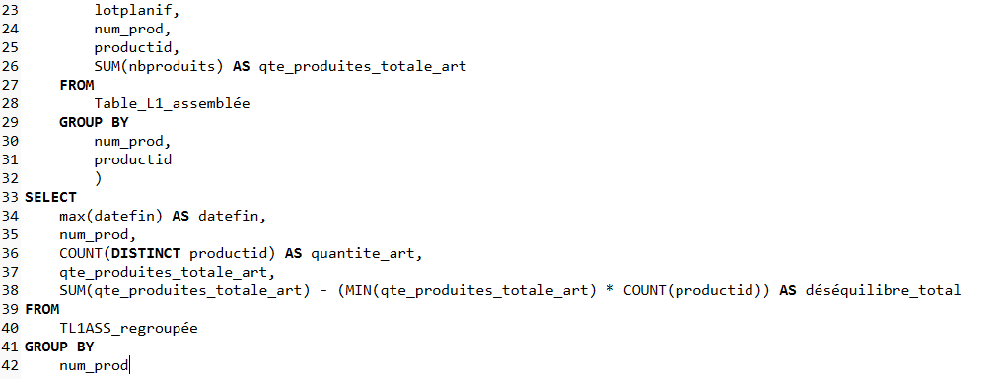 23 lotplanif,
24 num_prod,
25 productid,
26 SUM(nbproduits) AS qte_produites_totale_art
27 FROM
28 Table_L1_assemblée
29 GROUP BY
30 num_prod,
31 productid
32 )
33 SELECT
34 max(datefin) AS datefin,
35 num_prod,
36 COUNT(DISTINCT productid) AS quantite_art,
37 qte_produites_totale_art,
38 SUM(qte_produites_totale_art) - (MIN(qte_produites_totale_art) * COUNT(productid)) AS déséquilibre_total
39 FROM
40 TL1ASS_regroupée
41 GROUP BY
42 num_prod